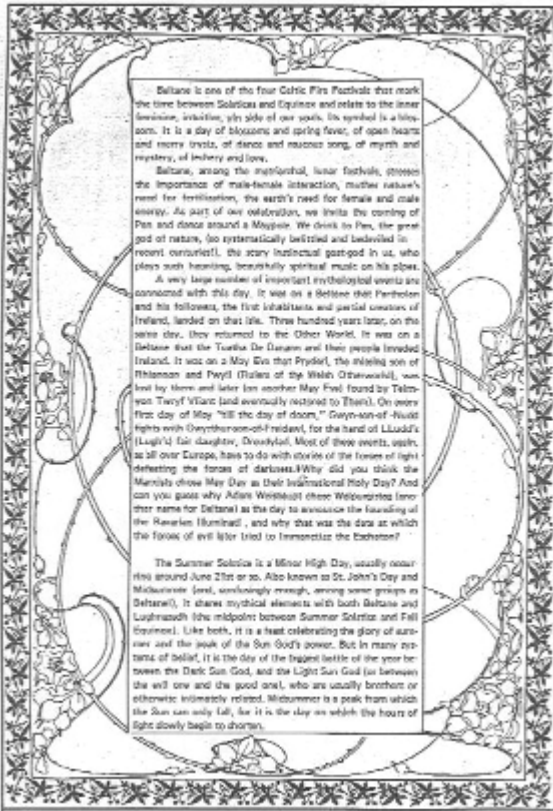 Beltane is one of the four Celtic Fire Festivals that mark
the time between Solstices and Equinox and relate to the inner
feminine, intuitive, yin side of our souls. Its symbol is a blos-
som. It is a day of blossoms and spring fever, of open hearts
and merry trysts, of dance and raucous song, of myrth and
mystery, of lechery and love.
Beltane, among the matriarchal, lunar festivals, stresses
the importance of male-female interaction, mother nature's
need for fertilization, the earth's need for female and male
energy. As part of our celebration, we invite the coming of
Pan and dance around a Maypole. We drink to Pan, the great
god of nature, (so systematically belittled and bedeviled in
recent centuries!), the scary instinctual goat-god in us, who
plays such haunting, beautifully spiritual music on his pipes.
A very large number of important mythological events are
connected with this day. It was on a Beltane that Partholan
and his followers, the first inhabitants and partial creators of
Ireland, landed on that isle. Three hundred years later, on the
same day, they returned to the Other World. It was on a
Beltane that the Tuatha De Danann and their people invaded
Ireland. It was on a May Eve that Pryderi, the missing son of
Rhiannon and Pwyll (Rulers of the Welsh Otherworld), was
lost by them and later (on another May Eve) found by
(and eventually restored to Them). On every
first day of May "till the day of doom," Gwyn-son-of-Nudd
fights with for the hand of LLudd's
(Lugh's) fair daughter, Most of these events, again,
as all over Europe, have to do with stories of the forces of light
defeating the forces of darkness. Why did you think the
Marxists chose May Day as their International Holy Day? And
can you guess why Adam Weishaupt chose (ano-
ther name for Beltane) as the day to announce the founding of
the Bavarian Illuminati , and why that was the date at which
the forces of evil later tried to Immanetize the Eschaton?
The Summer Solstice is a Minor High Day, usually occur-
ring around June 21st or so. Also known as St. John's Day and
Midsummer (and, confusingly enough, among some groups as
Beltane!), it shares mythical elements with both Beltane and
Lughnasadh (the midpoint between Summer Solstice and Fall
Equinox). Like both, it is a feast celebrating the glory of sum-
mer and the peak of the Sun God's power. But in many sys-
tems of belief, it is the day of the biggest battle of the year be-
tween the Dark Sun God, and the Light Sun God (or between
the evil one and the good one), who are usually brothers or
otherwise intimately related. Midsummer is a peak from which
the Sun can only fall, for it is the day on which the hours of
light slowly begin to shorten.